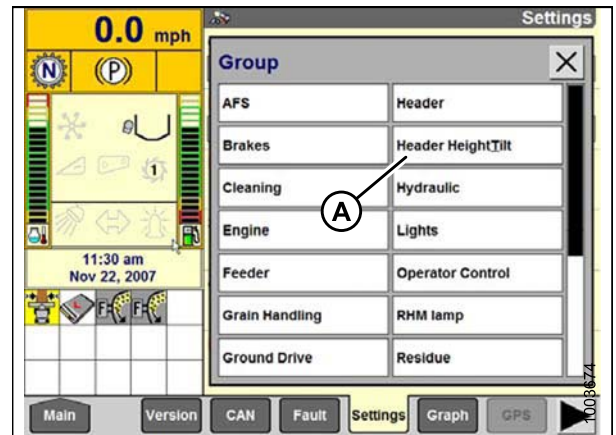 0.0 mph
Settings
N
(P)
Group
AFS
Header
Brakes
Header HeightTilt
1
Cleaning
Hydraulic
A
Engine
Lights
11:30 am
Nov 22, 2007
Feeder
Operator Control
F
F
Grain Handling
RHM lamp
Ground Drive
Residue
Main
Version
CAN
Fault
Settings
Graph
GPS
1003674